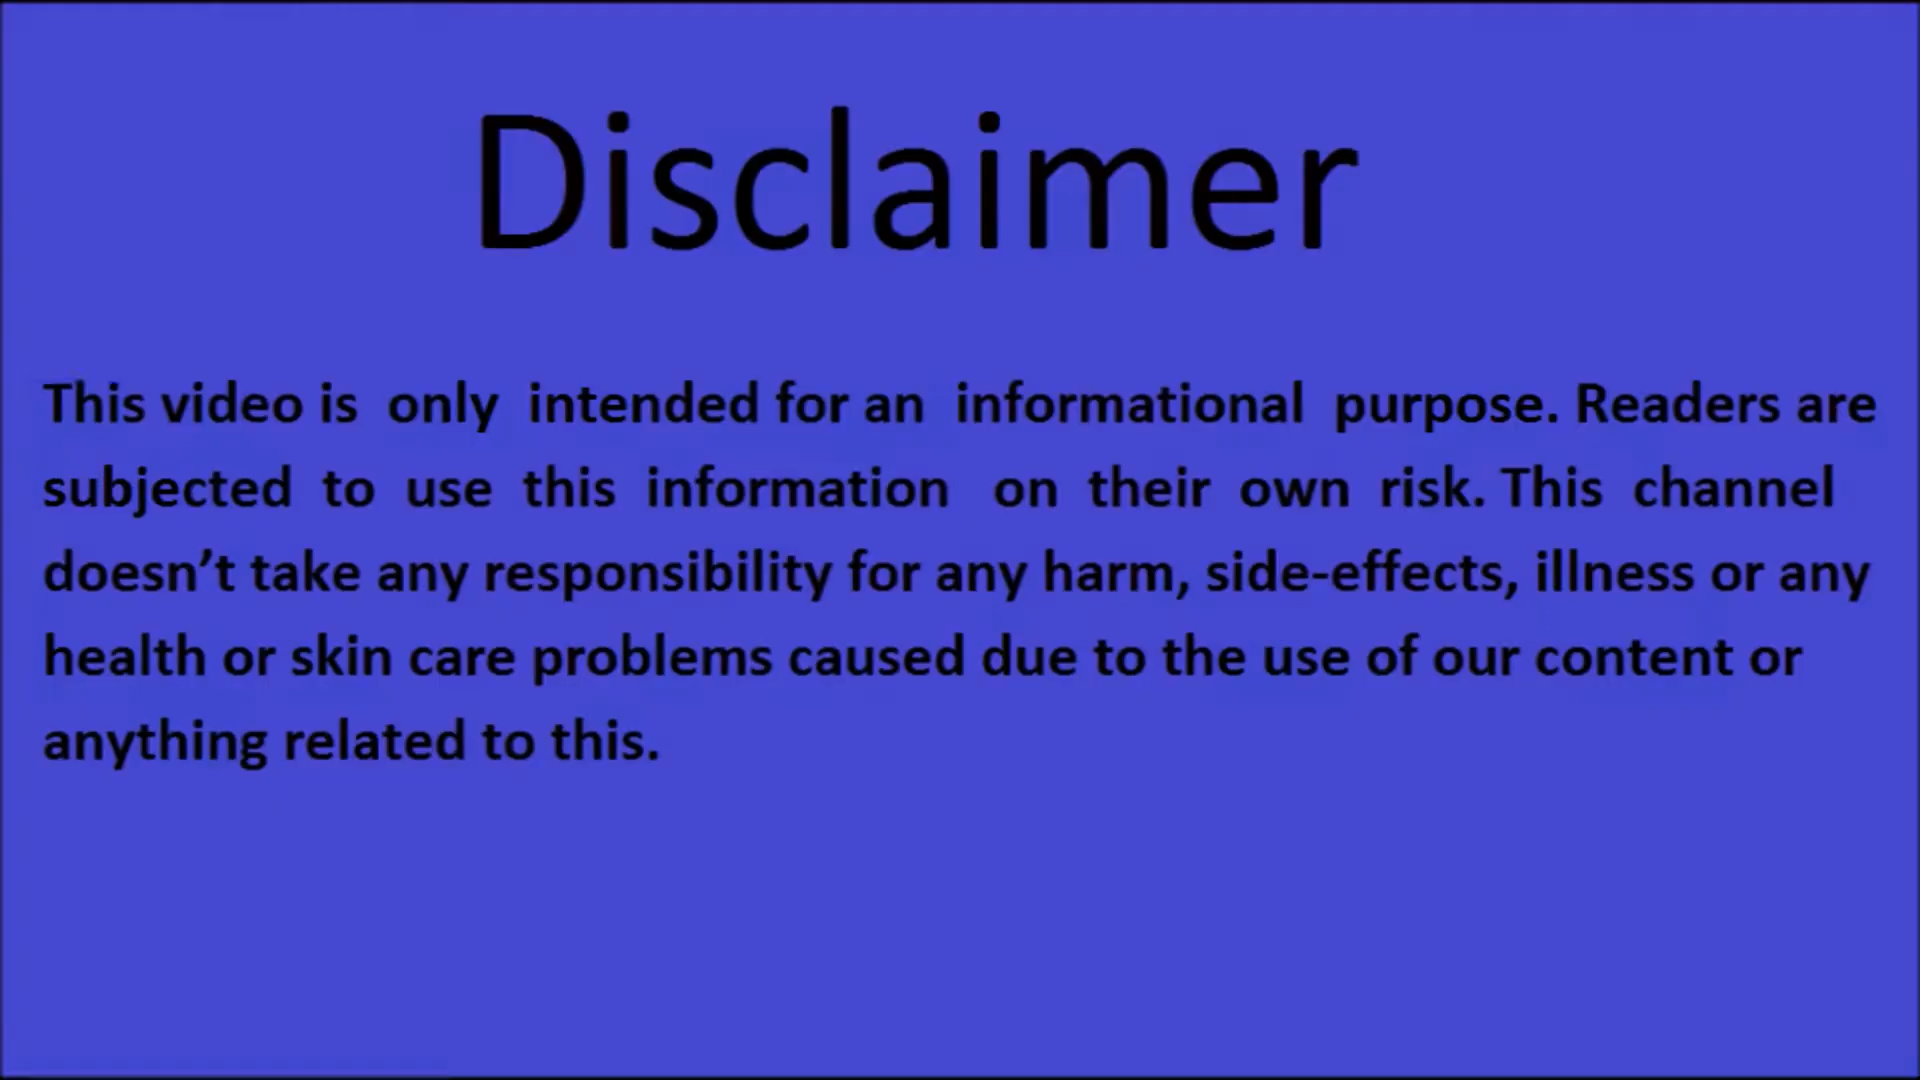 Disclaimer
This video is only intended for an informational purpose. Readers are
subjected to use this information on their own risk. This channel
doesn’t take any responsibility for any harm, side-effects, illness or any
health or skin care problems caused due to the use of our content or
anything related to this.